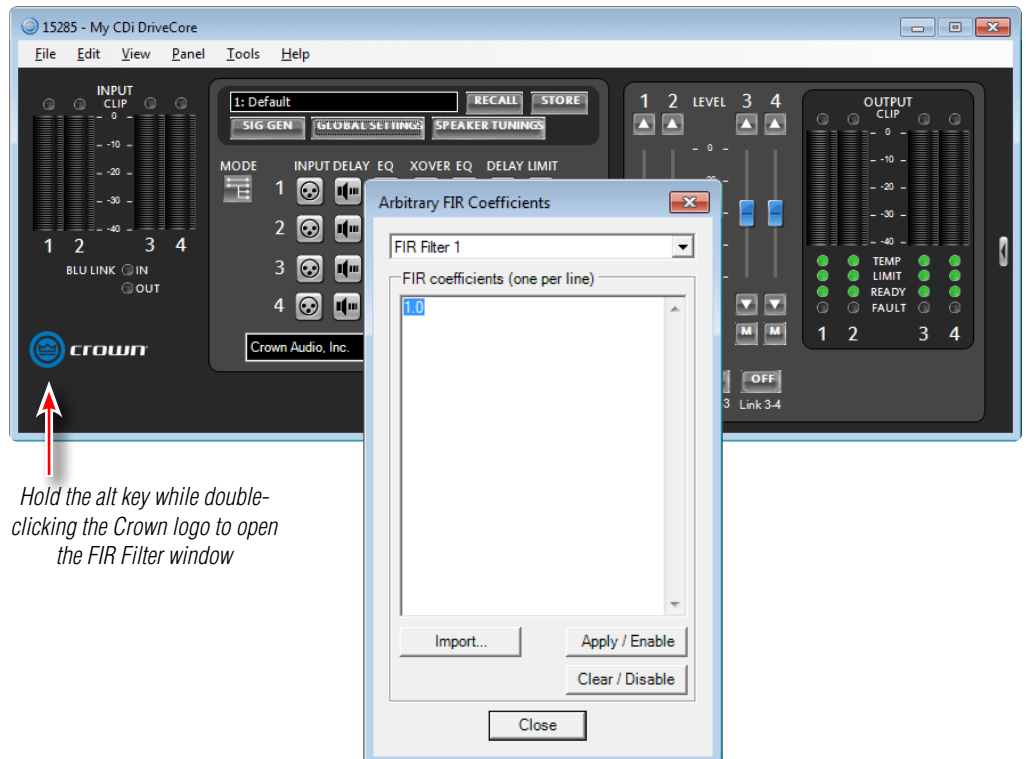 15285 - My CDi DriveCore
File Edit View Panel Tools Help
INPUT
CLIP
- 0 -
- -10 -
- -20 -
- -30 -
- -40 -
1 2 3 4
BLU LINK IN
OUT
crown
1: Default
RECALL STORE
SIG GEN GLOBAL SETTINGS SPEAKER TUNINGS
MODE INPUT DELAY EQ XOVER EQ DELAY LIMIT
1
2
3
4
Crown Audio, Inc.
1 2 LEVEL 3 4
- 0 -
M M
OFF
3 Link 3-4
OUTPUT
CLIP
- 0 -
- -10 -
- -20 -
- -30 -
- -40 -
TEMP
LIMIT
READY
FAULT
1 2 3 4
Arbitrary FIR Coefficients
FIR Filter 1
FIR coefficients (one per line)
1.0
Import...
Apply / Enable
Clear / Disable
Close
Hold the alt key while double-
clicking the Crown logo to open
the FIR Filter window